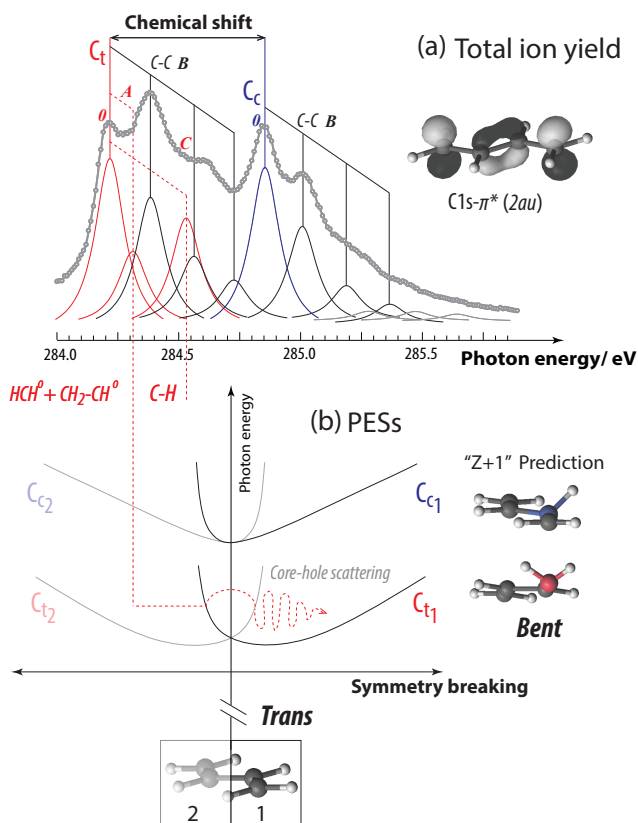 Chemical shift
(a) Total ion yield
Ct
C-C B
A
0
C
Cc
0
C-C B
C1s-π* (2au)
284.0
284.5
285.0
285.5
Photon energy/ eV
HCHº + CH2-CHº
C-H
Photon energy
(b) PESs
"Z+1" Prediction
Cc2
Cc1
Core-hole scattering
Ct2
Ct1
Bent
Symmetry breaking
Trans
2
1